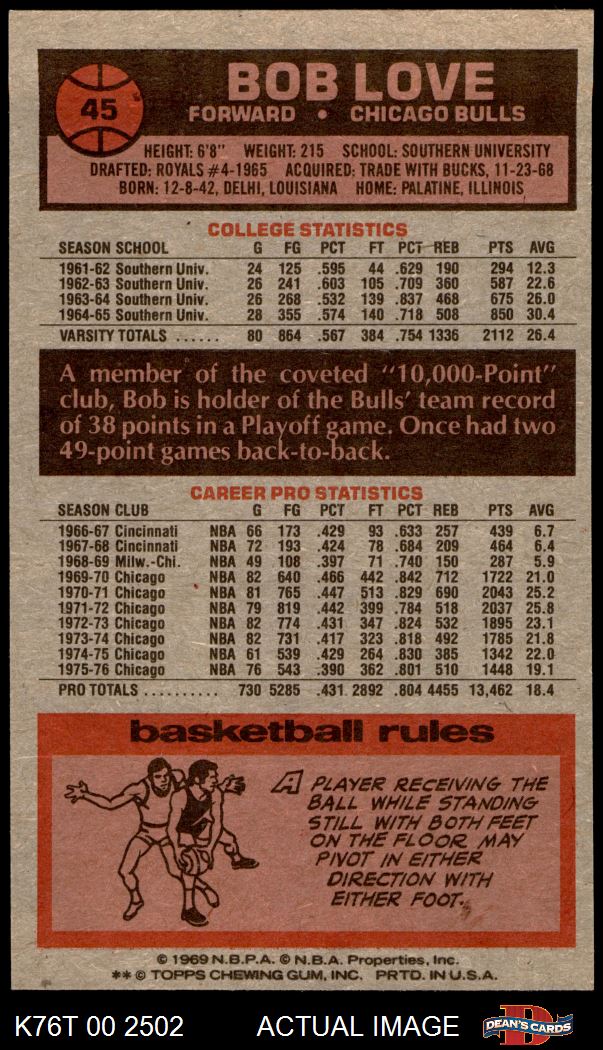 45
BOB LOVE
FORWARD • CHICAGO BULLS
HEIGHT: 6'8" WEIGHT: 215 SCHOOL: SOUTHERN UNIVERSITY
DRAFTED: ROYALS #4-1965 ACQUIRED: TRADE WITH BUCKS, 11-23-68
BORN: 12-8-42, DELHI, LOUISIANA HOME: PALATINE, ILLINOIS
COLLEGE STATISTICS
SEASON SCHOOL G FG PCT FT PCT REB PTS AVG
1961-62 Southern Univ. 24 125 .595 44 .629 190 294 12.3
1962-63 Southern Univ. 26 241 .603 105 .709 360 587 22.6
1963-64 Southern Univ. 26 268 .532 139 .837 468 675 26.0
1964-65 Southern Univ. 28 355 .574 140 .718 508 850 30.4
VARSITY TOTALS ...... 80 864 .567 384 .754 1336 2112 26.4
A member of the coveted "10,000-Point"
club, Bob is holder of the Bulls' team record
of 38 points in a Playoff game. Once had two
49-point games back-to-back.
CAREER PRO STATISTICS
SEASON CLUB G FG PCT FT PCT REB PTS AVG
1966-67 Cincinnati NBA 66 173 .429 93 .633 257 439 6.7
1967-68 Cincinnati NBA 72 193 .424 78 .684 209 464 6.4
1968-69 Milw.-Chi. NBA 49 108 .397 71 .740 150 287 5.9
1969-70 Chicago NBA 82 640 .466 442 .842 712 1722 21.0
1970-71 Chicago NBA 81 765 .447 513 .829 690 2043 25.2
1971-72 Chicago NBA 79 819 .442 399 .784 518 2037 25.8
1972-73 Chicago NBA 82 774 .431 347 .824 532 1895 23.1
1973-74 Chicago NBA 82 731 .417 323 .818 492 1785 21.8
1974-75 Chicago NBA 61 539 .429 264 .830 385 1342 22.0
1975-76 Chicago NBA 76 543 .390 362 .801 510 1448 19.1
PRO TOTALS .......... 730 5285 .431 2892 .804 4455 13,462 18.4
basketball rules
A PLAYER RECEIVING THE
BALL WHILE STANDING
STILL WITH BOTH FEET
ON THE FLOOR MAY
PIVOT IN EITHER
DIRECTION WITH
EITHER FOOT.
© 1969 N.B.P.A. © N.B.A. Properties, Inc.
** © TOPPS CHEWING GUM, INC. PRTD. IN U.S.A.
K76T 00 2502 ACTUAL IMAGE D DEAN'S CARDS